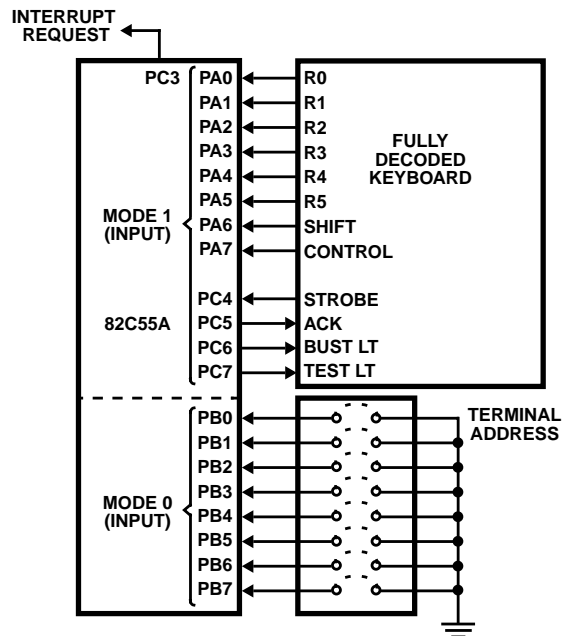 INTERRUPT
REQUEST
PC3 PA0 R0
PA1 R1
PA2 R2
PA3 R3
PA4 R4
PA5 R5
PA6 SHIFT
PA7 CONTROL
FULLY
DECODED
KEYBOARD
MODE 1
(INPUT)
82C55A
PC4 STROBE
PC5 ACK
PC6 BUST LT
PC7 TEST LT
PB0
PB1
PB2
PB3
PB4
PB5
PB6
PB7
MODE 0
(INPUT)
TERMINAL
ADDRESS